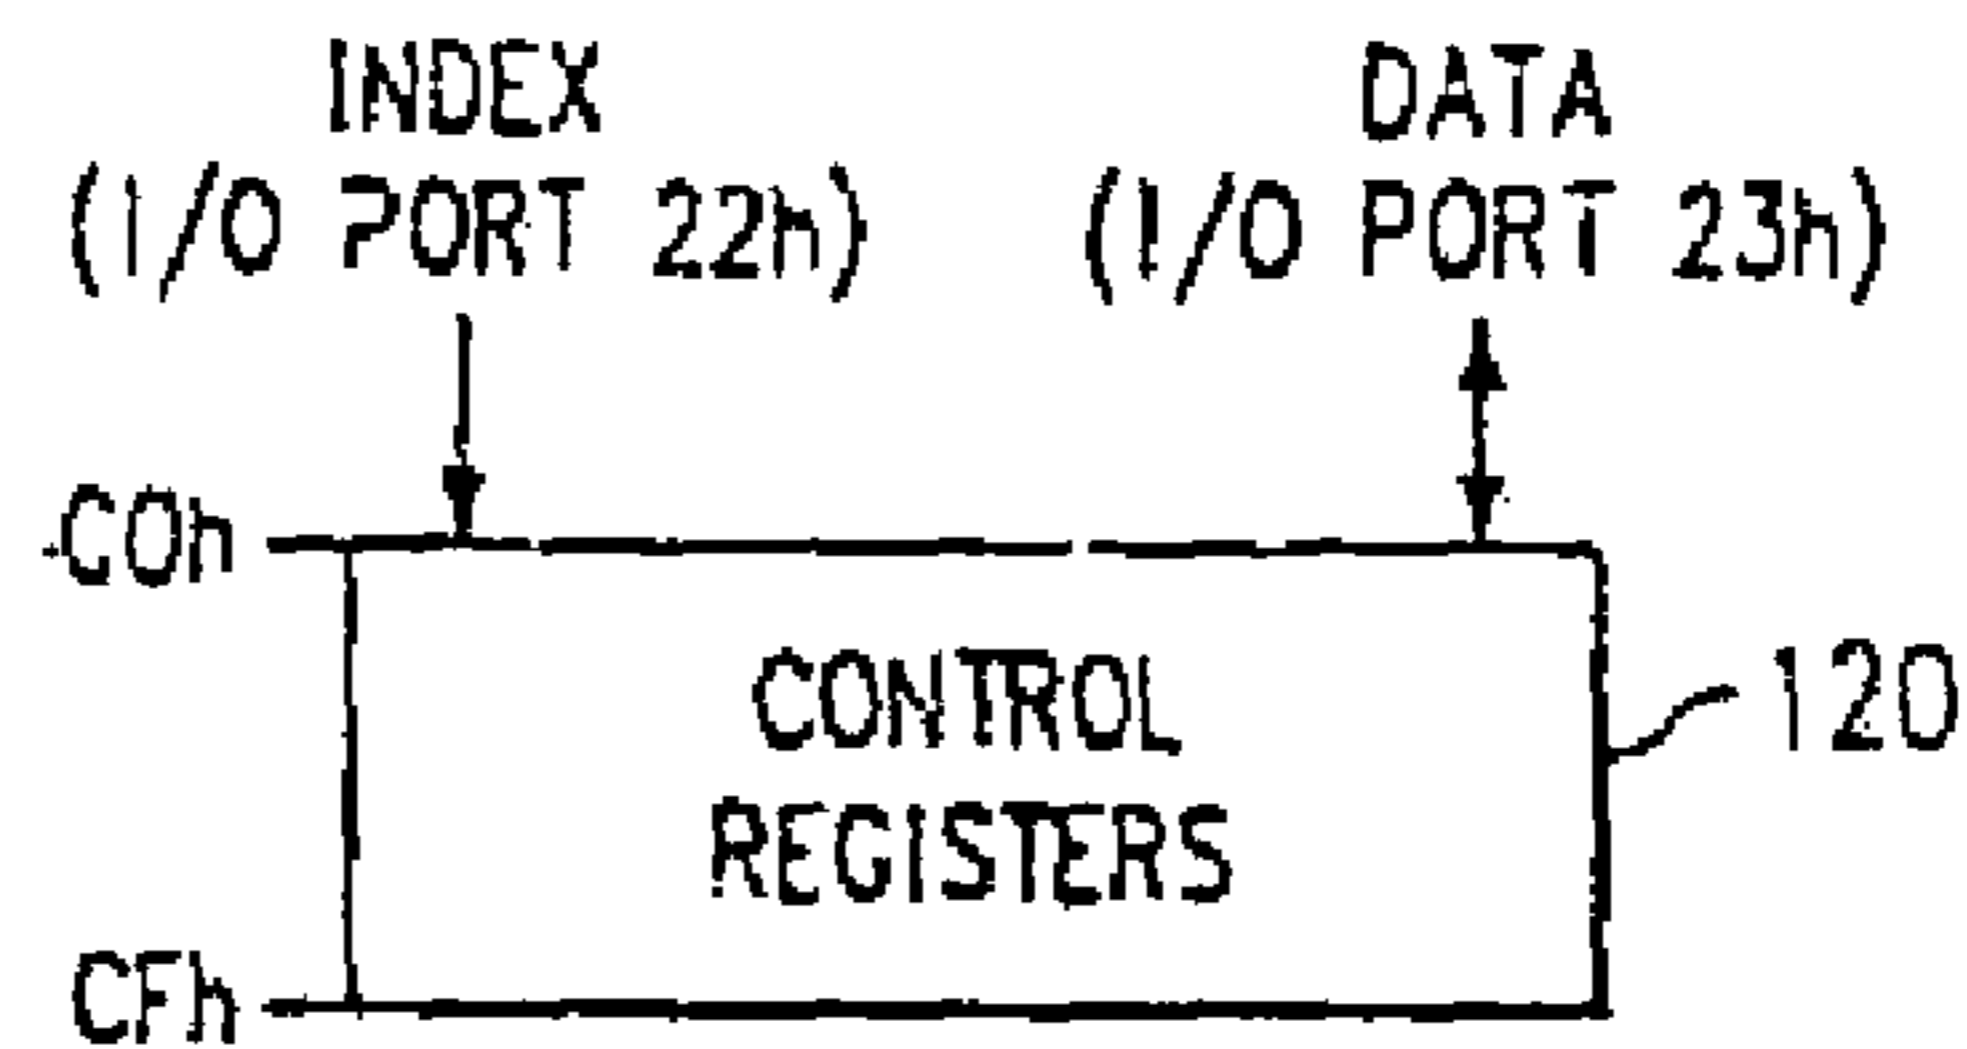 INDEX
(I/O PORT 22h)
DATA
(I/O PORT 23h)
C0h
CONTROL
REGISTERS
120
CFh